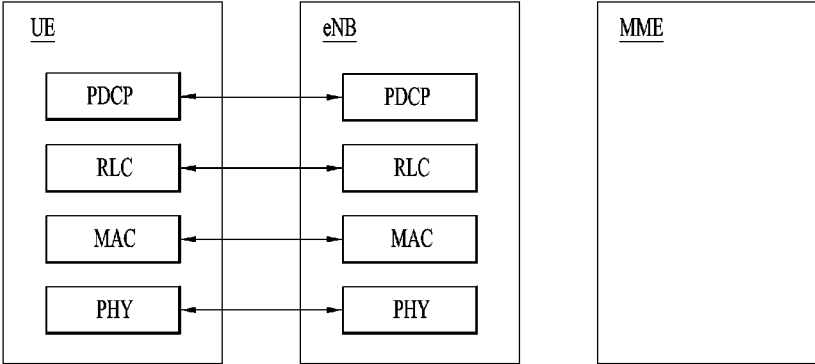 UE eNB MME
PDCP PDCP
RLC RLC
MAC MAC
PHY PHY